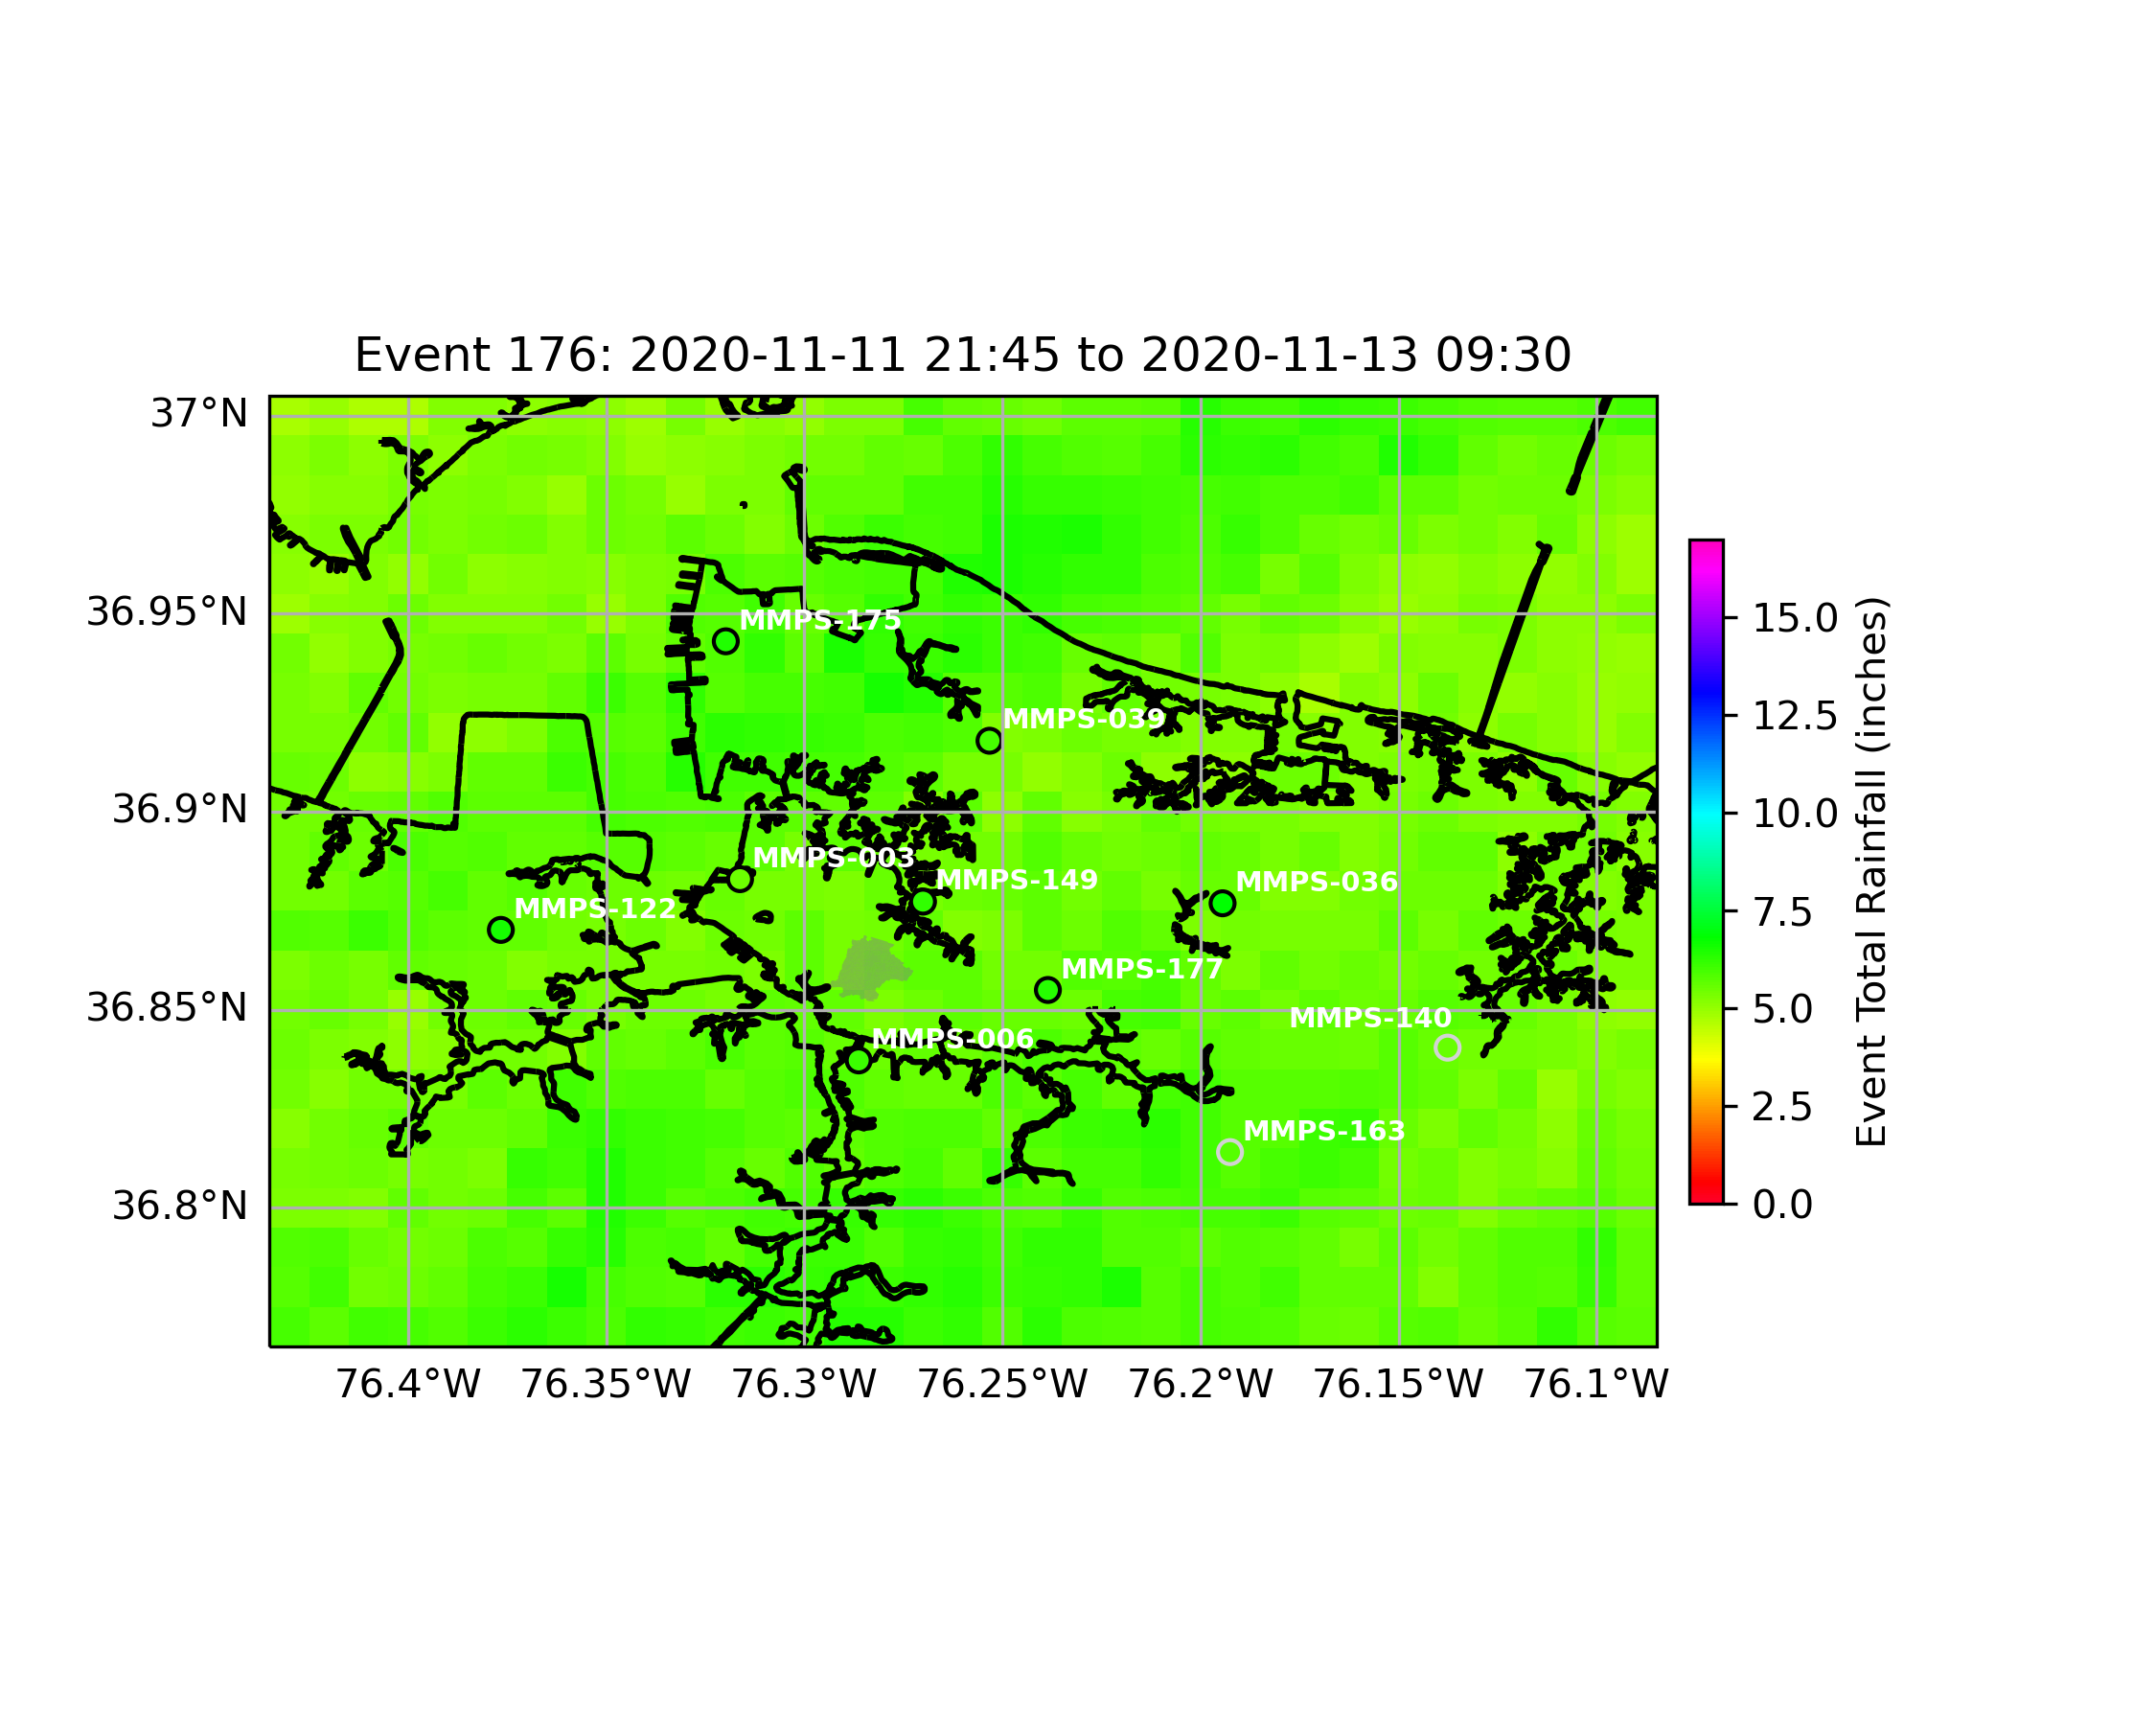 Event 176: 2020-11-11 21:45 to 2020-11-13 09:30
37°N
36.95°N
36.9°N
36.85°N
36.8°N
76.4°W 76.35°W 76.3°W 76.25°W 76.2°W 76.15°W 76.1°W
MMPS-175
MMPS-039
MMPS-003
MMPS-149
MMPS-036
MMPS-122
MMPS-177
MMPS-140
MMPS-006
MMPS-163
15.0
12.5
10.0
7.5
5.0
2.5
0.0
Event Total Rainfall (inches)